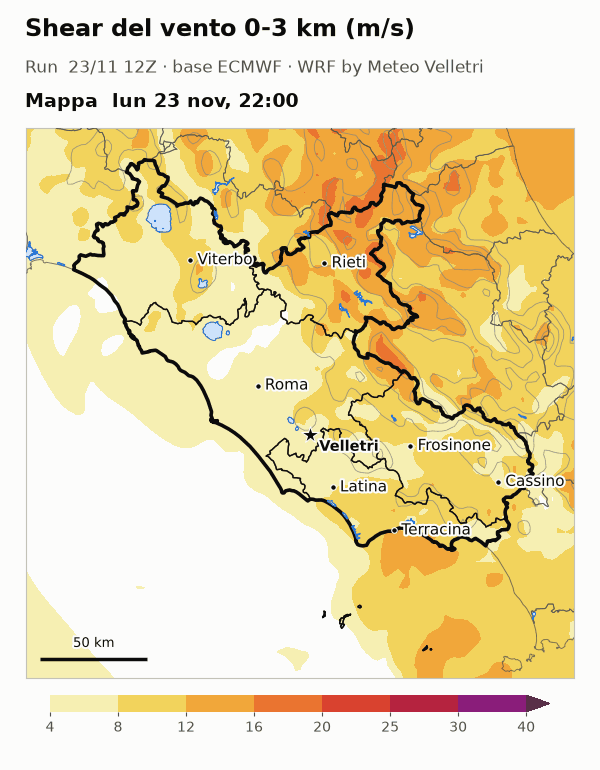 Shear del vento 0-3 km (m/s)
Run  23/11 12Z · base ECMWF · WRF by Meteo Velletri
Mappa  lun 23 nov, 22:00
Viterbo
Rieti
Roma
Velletri
Frosinone
Latina
Cassino
Terracina
50 km
4 8 12 16 20 25 30 40